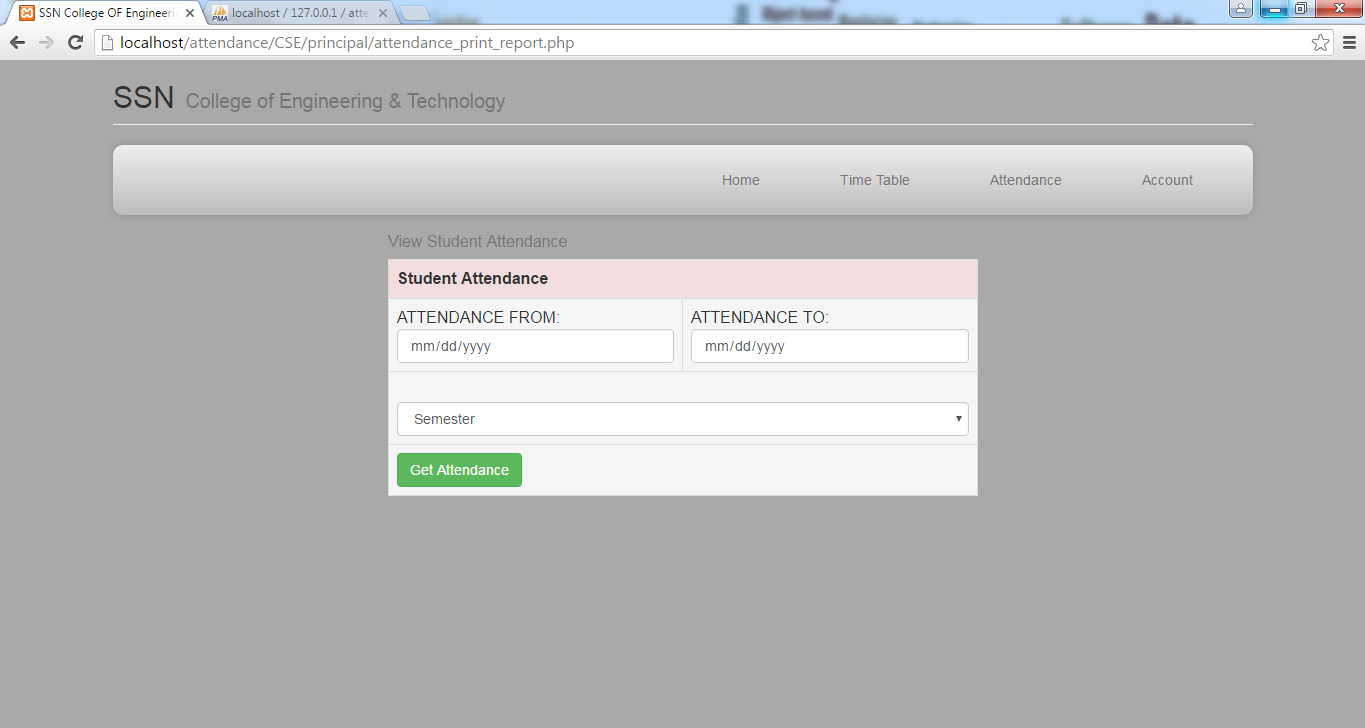 SSN College OF Engineeri
localhost / 127.0.0.1 / atte
localhost/attendance/CSE/principal/attendance_print_report.php
SSN College of Engineering & Technology
Home Time Table Attendance Account
View Student Attendance
Student Attendance
ATTENDANCE FROM: ATTENDANCE TO:
mm/dd/yyyy mm/dd/yyyy
Semester
Get Attendance